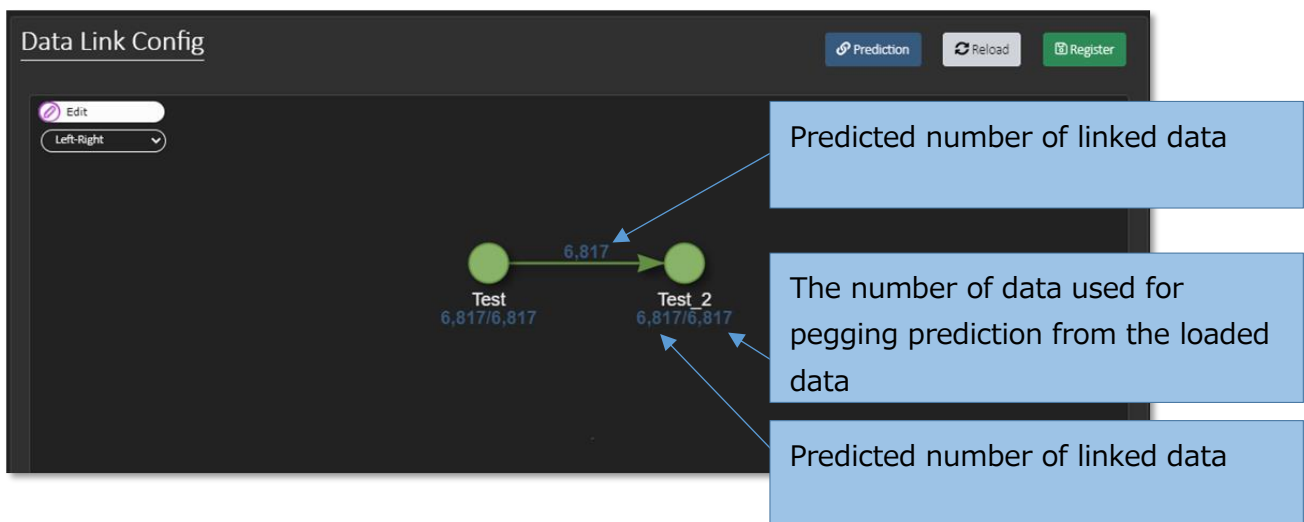 Data Link Config
Prediction
Reload
Register
Edit
Left-Right
Predicted number of linked data
6,817
Test
6,817/6,817
Test_2
6,817/6,817
The number of data used for
pegging prediction from the loaded
data
Predicted number of linked data